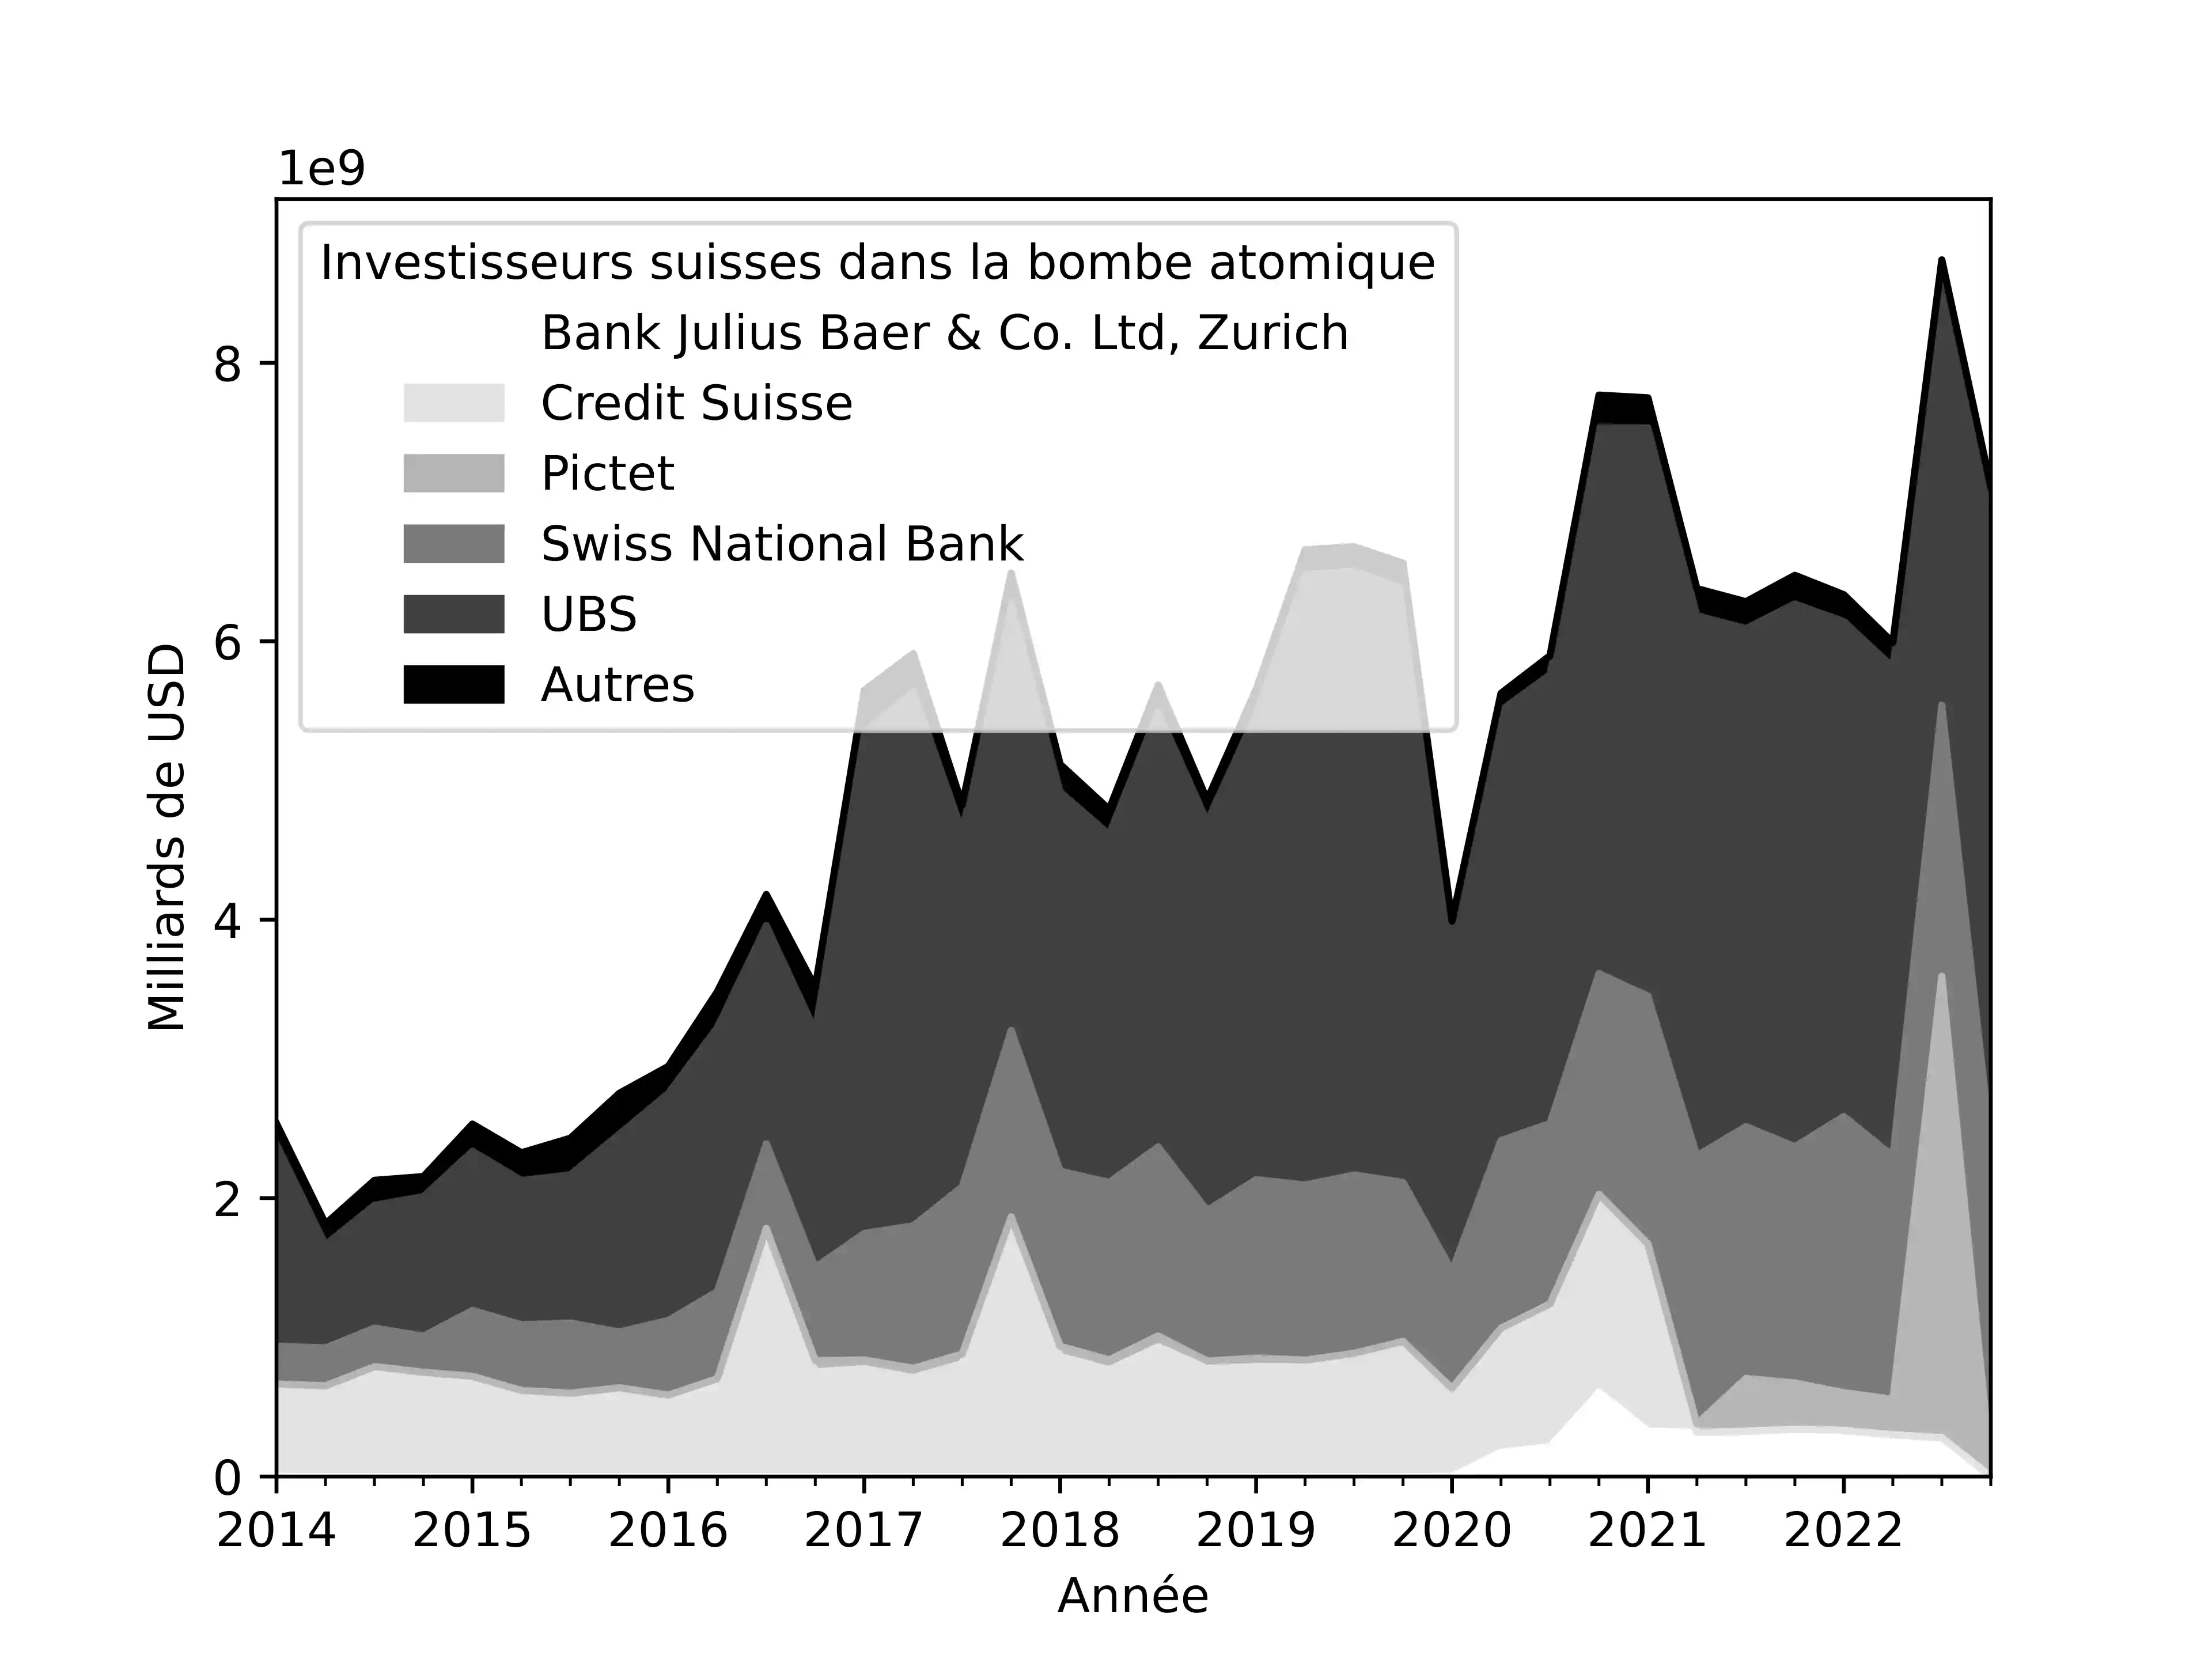 1e9
Investisseurs suisses dans la bombe atomique
Bank Julius Baer & Co. Ltd, Zurich
Credit Suisse
Pictet
Swiss National Bank
UBS
Autres
Milliards de USD
8
6
4
2
0
2014 2015 2016 2017 2018 2019 2020 2021 2022
Année